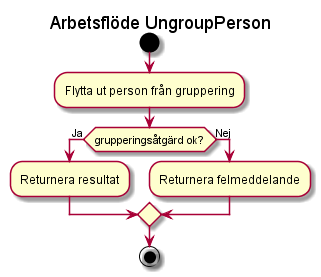 Arbetsflöde UngroupPerson
Flytta ut person från gruppering
Ja
grupperingsåtgärd ok?
Nej
Returnera resultat
Returnera felmeddelande